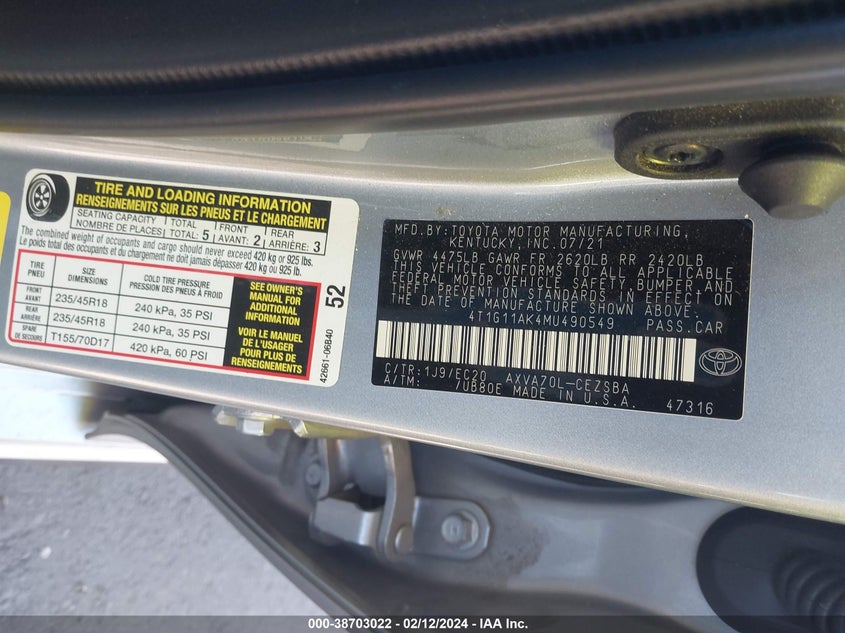 TIRE AND LOADING INFORMATION
RENSEIGNEMENTS SUR LES PNEUS ET LE CHARGEMENT
SEATING CAPACITY TOTAL FRONT REAR
NOMBRE DE PLACES TOTAL: 5 AVANT: 2 ARRIÈRE: 3
The combined weight of occupants and cargo should never exceed 420 kg or 925 lbs.
Le poids total des occupants et du chargement ne doit jamais dépasser 420 kg ou 925 lb.
TIRE SIZE COLD TIRE PRESSURE
PNEU DIMENSIONS PRESSION DES PNEUS À FROID
FRONT AVANT 235/45R18 240 kPa, 35 PSI
REAR ARRIÈRE 235/45R18 240 kPa, 35 PSI
SPARE DE SECOURS T155/70D17 420 kPa, 60 PSI
SEE OWNER'S
MANUAL FOR
ADDITIONAL
INFORMATION
VOIR LE MANUEL
DE L'USAGER
POUR PLUS DE
RENSEIGNEMENTS
52
42661-06B40
MFD.BY:TOYOTA MOTOR MANUFACTURING,
KENTUCKY,INC.07/21
GVWR 4475LB GAWR FR 2620LB RR 2420LB
THIS VEHICLE CONFORMS TO ALL APPLICABLE
FEDERAL MOTOR VEHICLE SAFETY, BUMPER, AND
THEFT PREVENTION STANDARDS IN EFFECT ON
THE DATE OF MANUFACTURE SHOWN ABOVE.
4T1G11AK4MU490549 PASS.CAR
C/TR:1J9/EC20 AXVA70L-CEZSBA
A/TM: /UB80E MADE IN U.S.A.
47316
TOYOTA
000-38703022 - 02/12/2024 - IAA Inc.